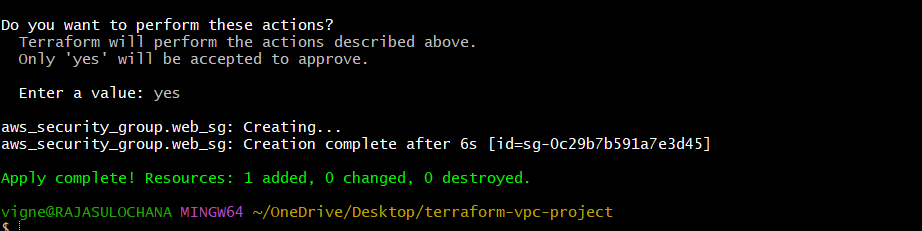 Do you want to perform these actions?
Terraform will perform the actions described above.
Only 'yes' will be accepted to approve.
Enter a value: yes
aws_security_group.web_sg: Creating...
aws_security_group.web_sg: Creation complete after 6s [id=sg-0c29b7b591a7e3d45]
Apply complete! Resources: 1 added, 0 changed, 0 destroyed.
vigne@RAJASULOCHANA MINGW64 ~/OneDrive/Desktop/terraform-vpc-project
$